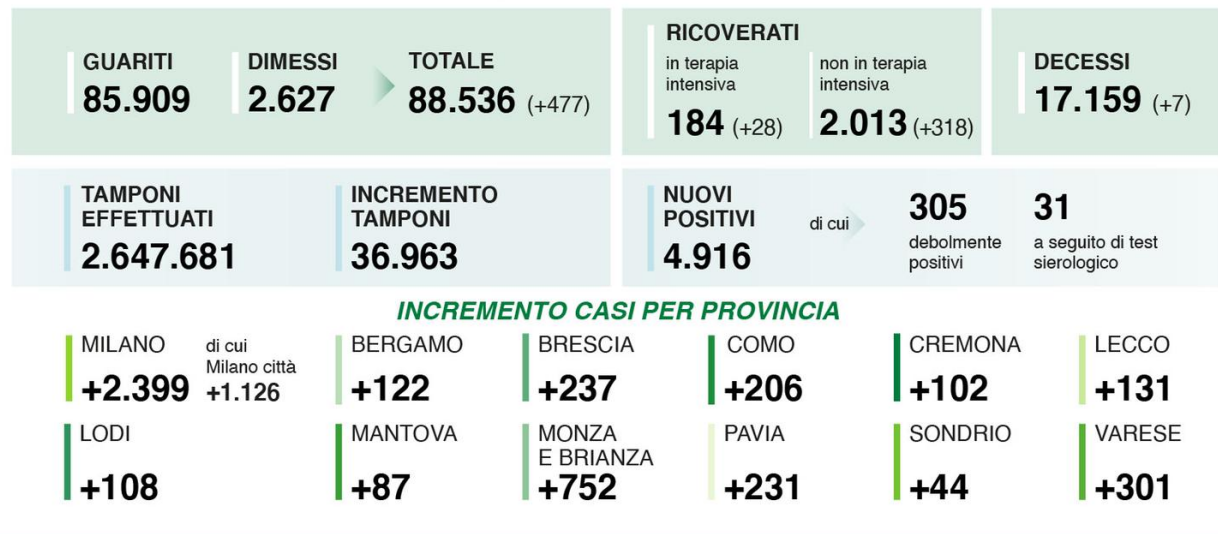 GUARITI
85.909
DIMESSI
2.627
TOTALE
88.536 (+477)
RICOVERATI
in terapia
intensiva
184 (+28)
non in terapia
intensiva
2.013 (+318)
DECESSI
17.159 (+7)
TAMPONI
EFFETTUATI
2.647.681
INCREMENTO
TAMPONI
36.963
NUOVI
POSITIVI
4.916
di cui
305
debolmente
positivi
31
a seguito di test
sierologico
INCREMENTO CASI PER PROVINCIA
MILANO
+2.399
di cui
Milano città
+1.126
BERGAMO
+122
BRESCIA
+237
COMO
+206
CREMONA
+102
LECCO
+131
LODI
+108
MANTOVA
+87
MONZA
E BRIANZA
+752
PAVIA
+231
SONDRIO
+44
VARESE
+301